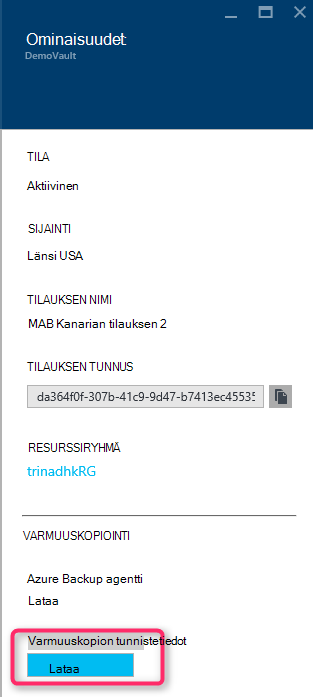 Ominaisuudet
DemoVault
TILA
Aktiivinen
SIJAINTI
Länsi USA
TILAUKSEN NIMI
MAB Kanarian tilauksen 2
TILAUKSEN TUNNUS
da364f0f-307b-41c9-9d47-b7413ec45535
RESURSSIRYHMÄ
trinadhkRG
VARMUUSKOPIOINTI
Azure Backup agentti
Lataa
Varmuuskopion tunnistetiedot
Lataa